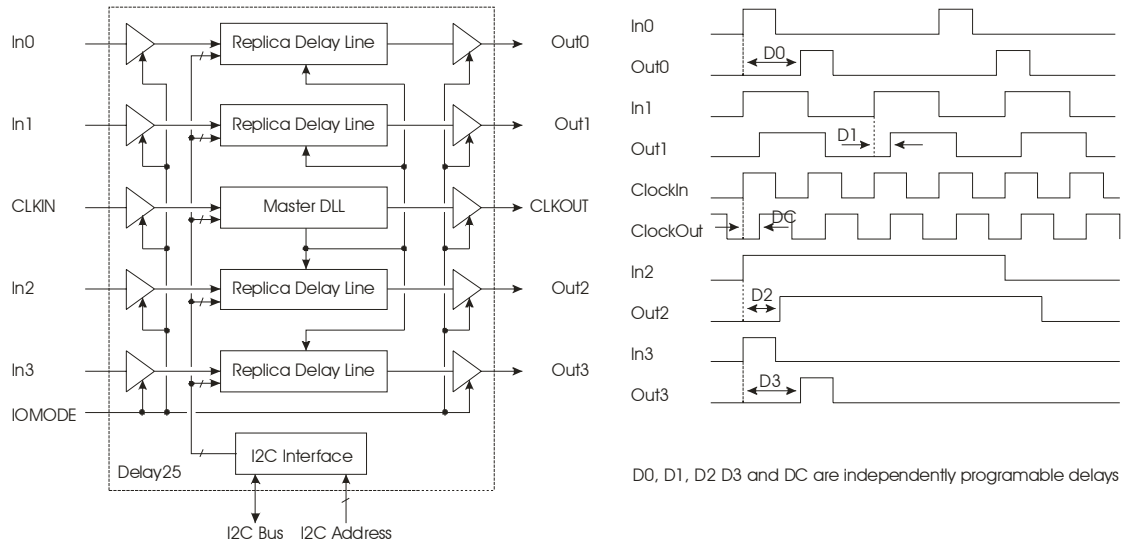 In0
Replica Delay Line
Out0
In1
Replica Delay Line
Out1
CLKIN
Master DLL
CLKOUT
In2
Replica Delay Line
Out2
In3
Replica Delay Line
Out3
IOMODE
I2C Interface
Delay25
I2C Bus
I2C Address
In0
D0
Out0
In1
D1
Out1
ClockIn
DC
ClockOut
In2
D2
Out2
In3
D3
Out3
D0, D1, D2 D3 and DC are independently programable delays